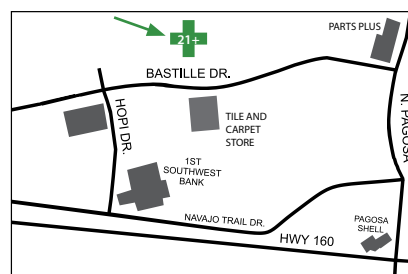 PARTS PLUS
21+
BASTILLE DR.
HOPI DR.
N. PAGOSA
TILE AND
CARPET
STORE
1ST
SOUTHWEST
BANK
NAVAJO TRAIL DR.
PAGOSA
SHELL
HWY 160